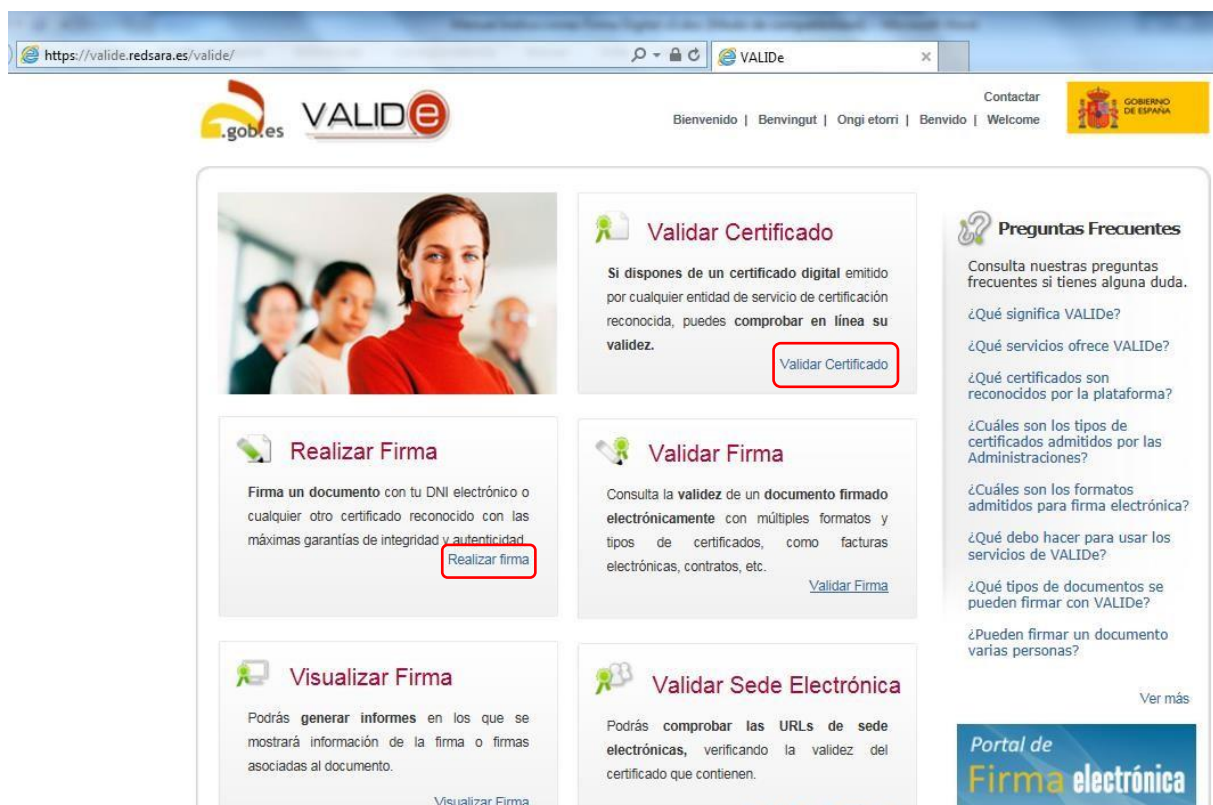 https://valide.redsara.es/valide/
VALIDe
.gob.es
VALIDe
Contactar
Bienvenido | Benvingut | Ongi etorri | Benvido | Welcome
GOBIERNO
DE ESPAÑA
Validar Certificado
Si dispones de un certificado digital emitido
por cualquier entidad de servicio de certificación
reconocida, puedes comprobar en línea su
validez.
Validar Certificado
Realizar Firma
Firma un documento con tu DNI electrónico o
cualquier otro certificado reconocido con las
máximas garantías de integridad y autenticidad.
Realizar firma
Validar Firma
Consulta la validez de un documento firmado
electrónicamente con múltiples formatos y
tipos de certificados, como facturas
electrónicas, contratos, etc.
Validar Firma
Visualizar Firma
Podrás generar informes en los que se
mostrará información de la firma o firmas
asociadas al documento.
Visualizar Firma
Validar Sede Electrónica
Podrás comprobar las URLs de sede
electrónicas, verificando la validez del
certificado que contienen.
Preguntas Frecuentes
Consulta nuestras preguntas
frecuentes si tienes alguna duda.
¿Qué significa VALIDe?
¿Qué servicios ofrece VALIDe?
¿Qué certificados son
reconocidos por la plataforma?
¿Cuáles son los tipos de
certificados admitidos por las
Administraciones?
¿Cuáles son los formatos
admitidos para firma electrónica?
¿Qué debo hacer para usar los
servicios de VALIDe?
¿Qué tipos de documentos se
pueden firmar con VALIDe?
¿Pueden firmar un documento
varias personas?
Ver más
Portal de
Firma electrónica